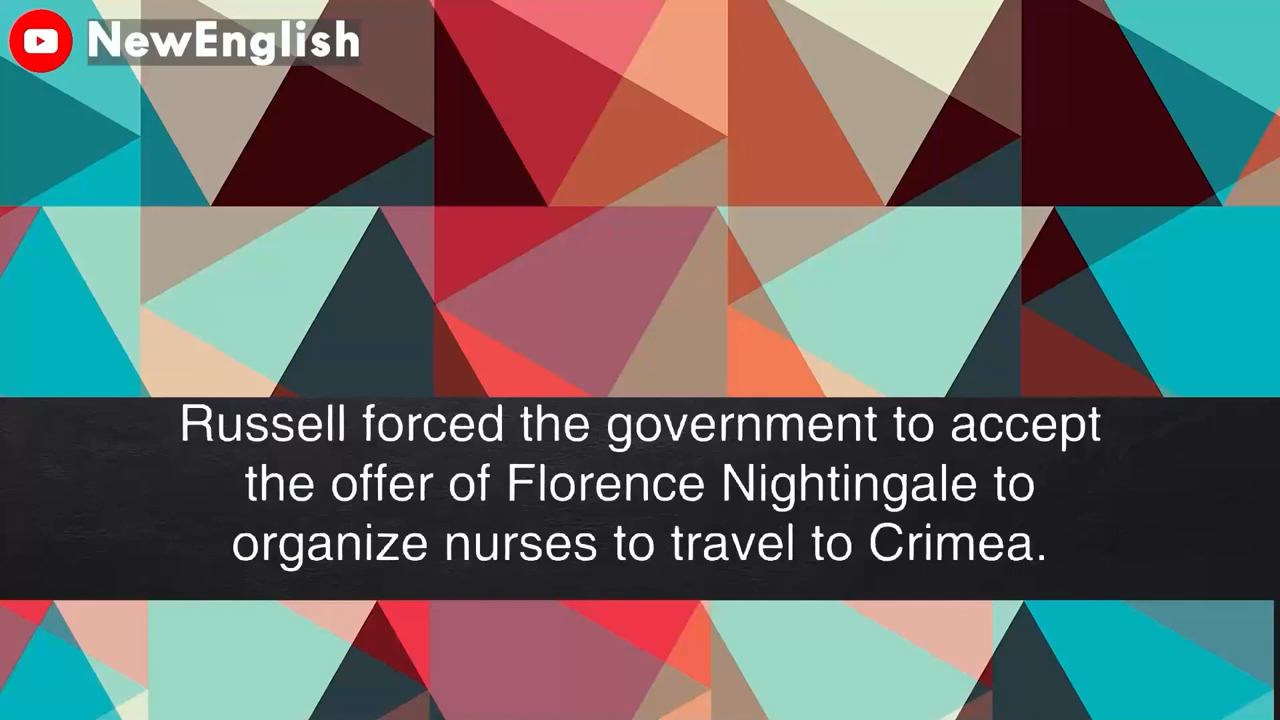 NewEnglish
Russell forced the government to accept
the offer of Florence Nightingale to
organize nurses to travel to Crimea.